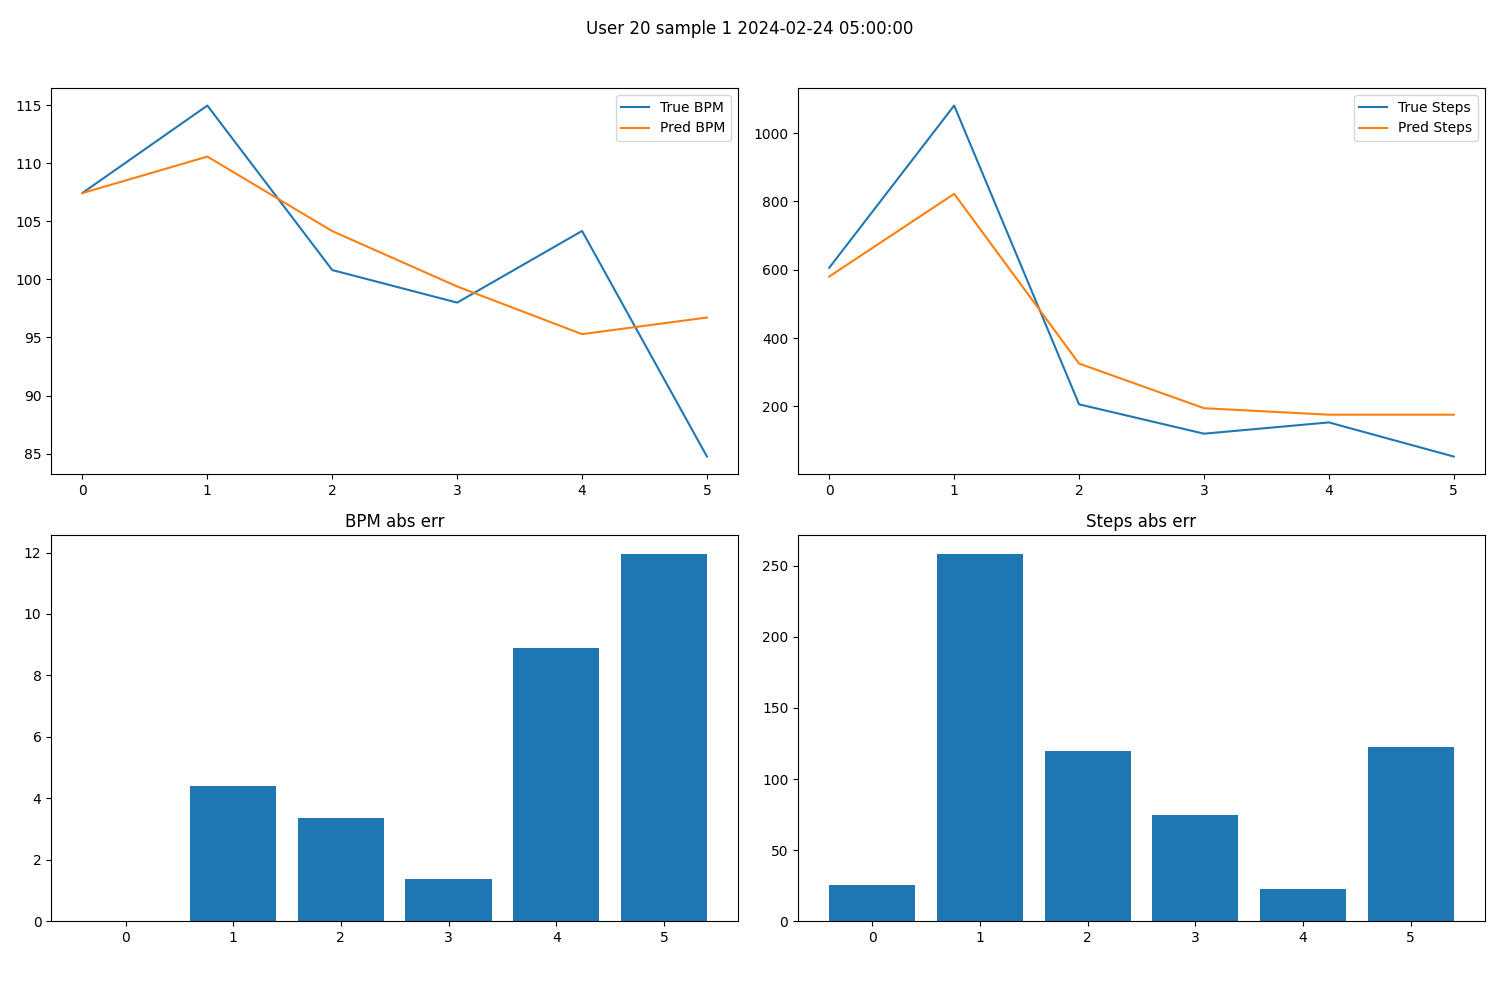 User 20 sample 1 2024-02-24 05:00:00
True BPM
Pred BPM
115
110
105
100
95
90
85
0 1 2 3 4 5
True Steps
Pred Steps
1000
800
600
400
200
0 1 2 3 4 5
BPM abs err
12
10
8
6
4
2
0
0 1 2 3 4 5
Steps abs err
250
200
150
100
50
0
0 1 2 3 4 5